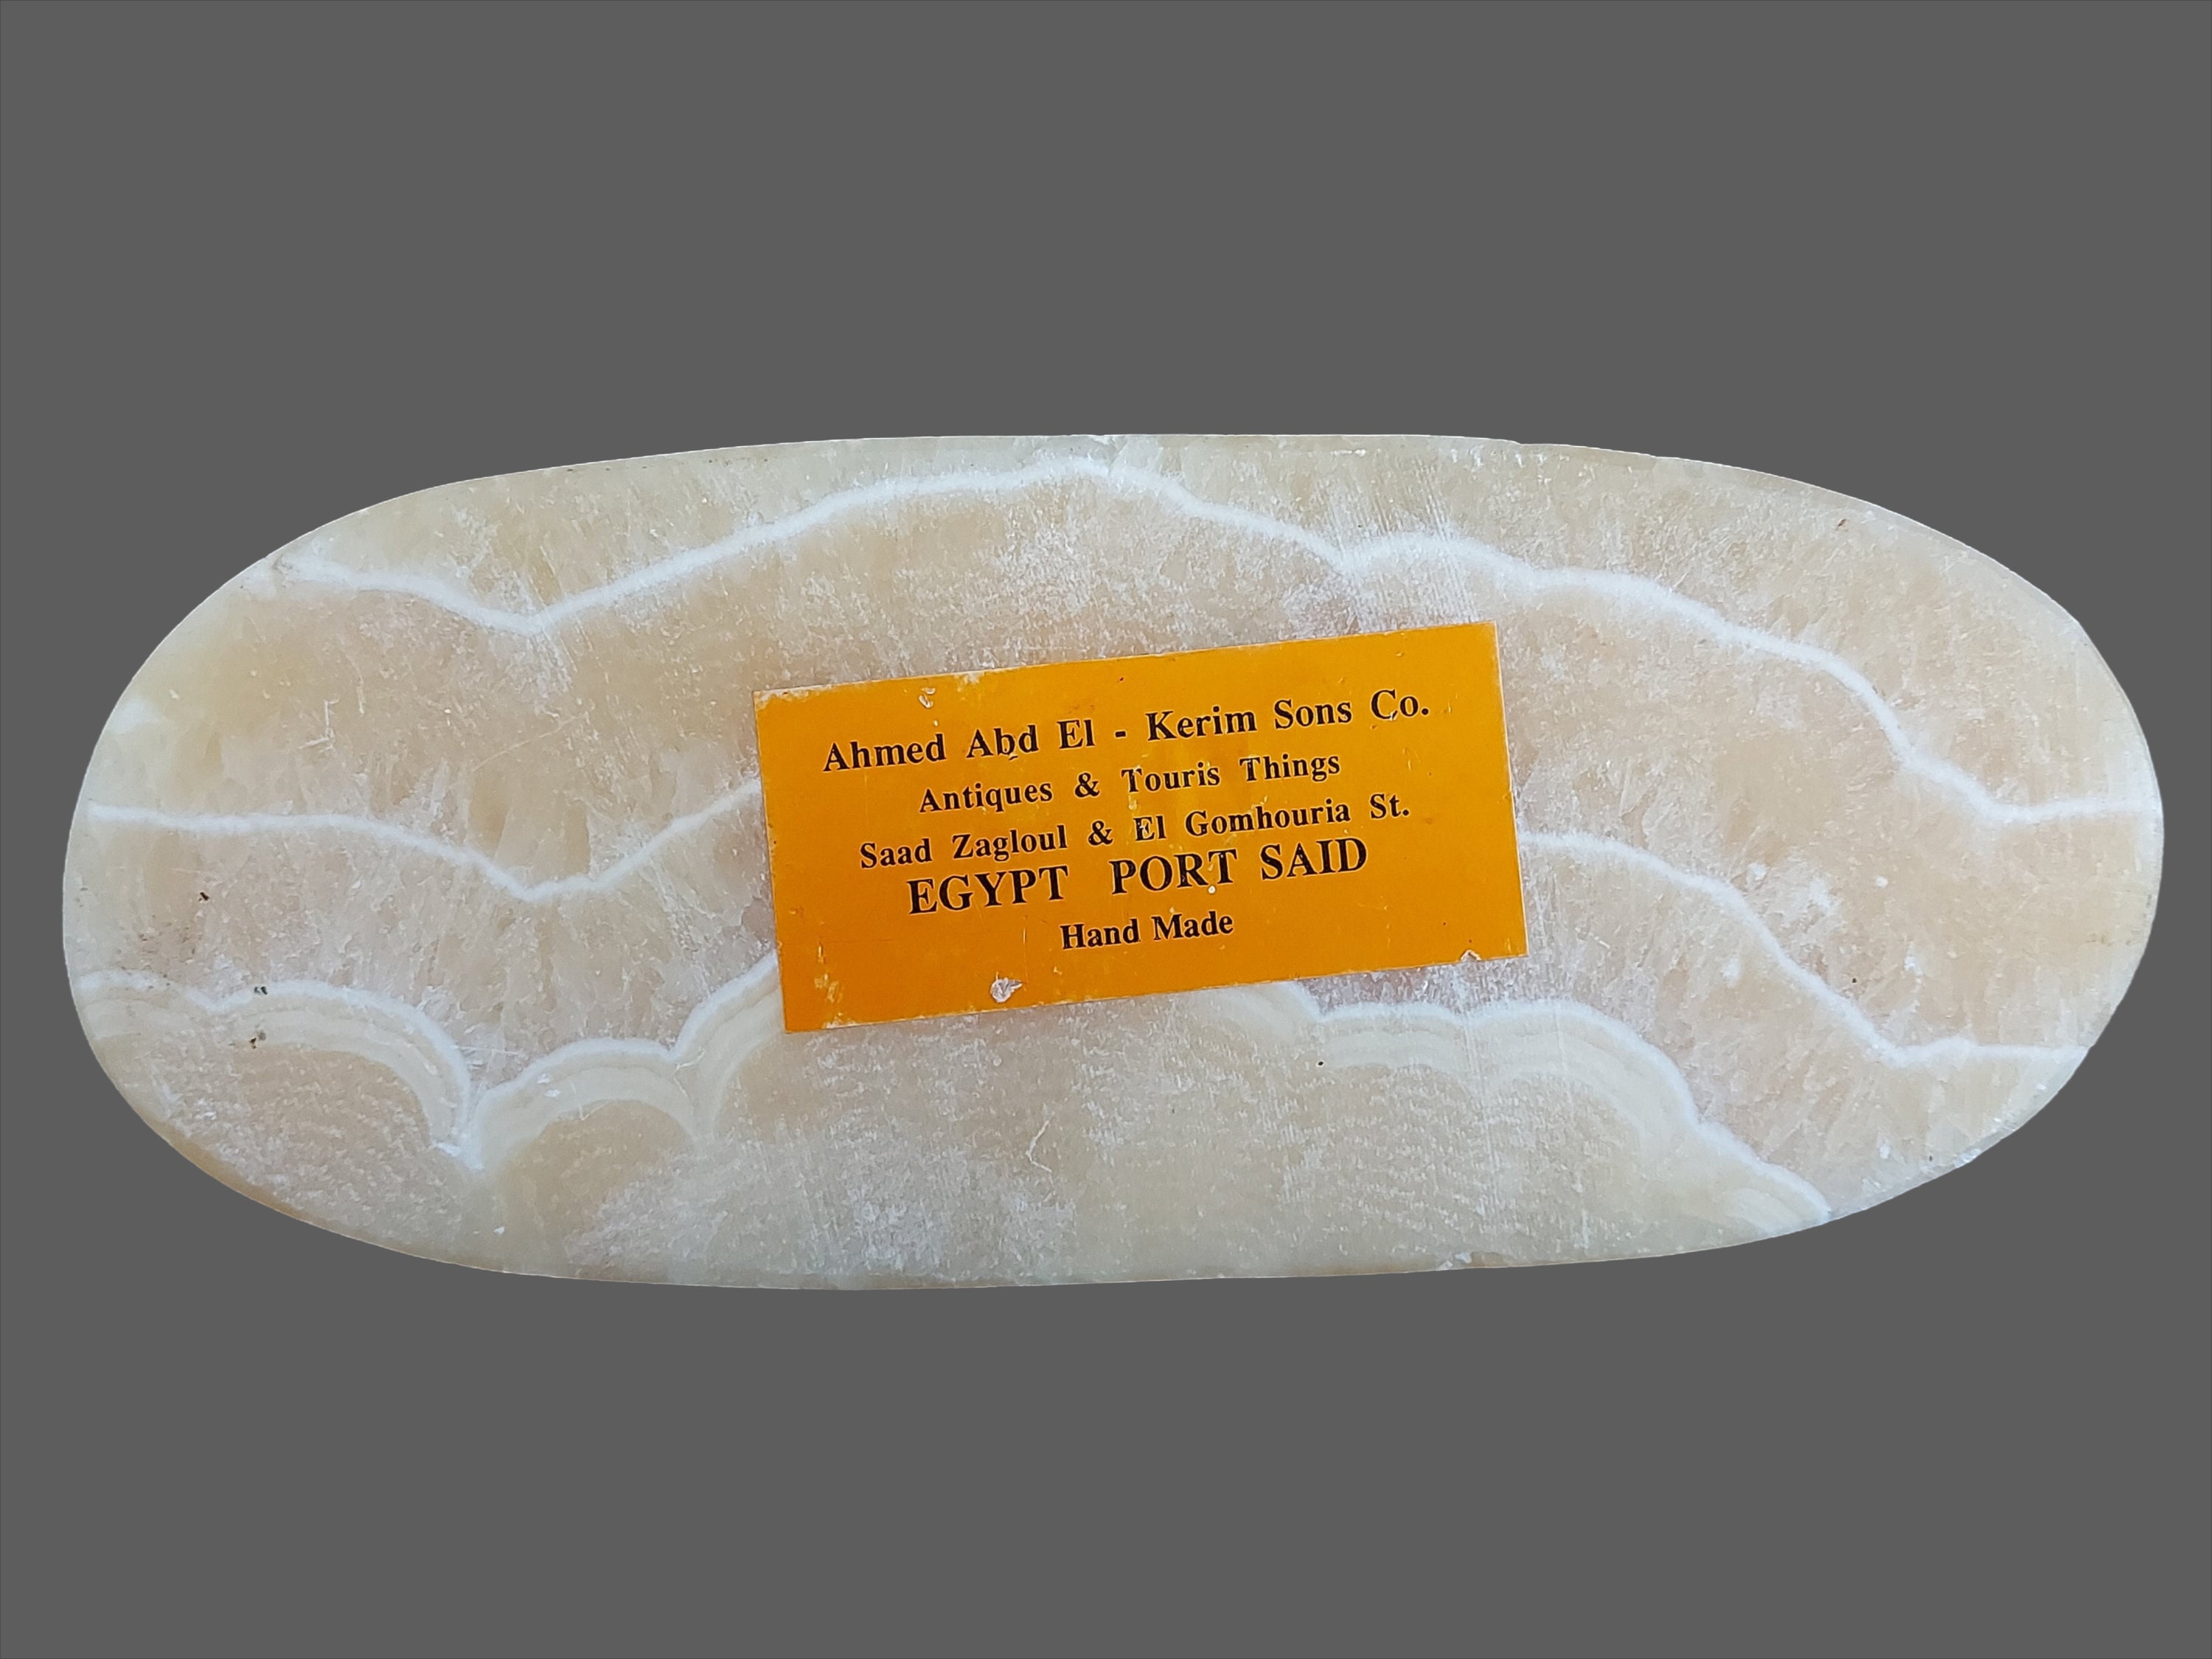 Ahmed Abd El - Kerim Sons Co.
Antiques & Touris Things
Saad Zagloul & El Gomhouria St.
EGYPT PORT SAID
Hand Made